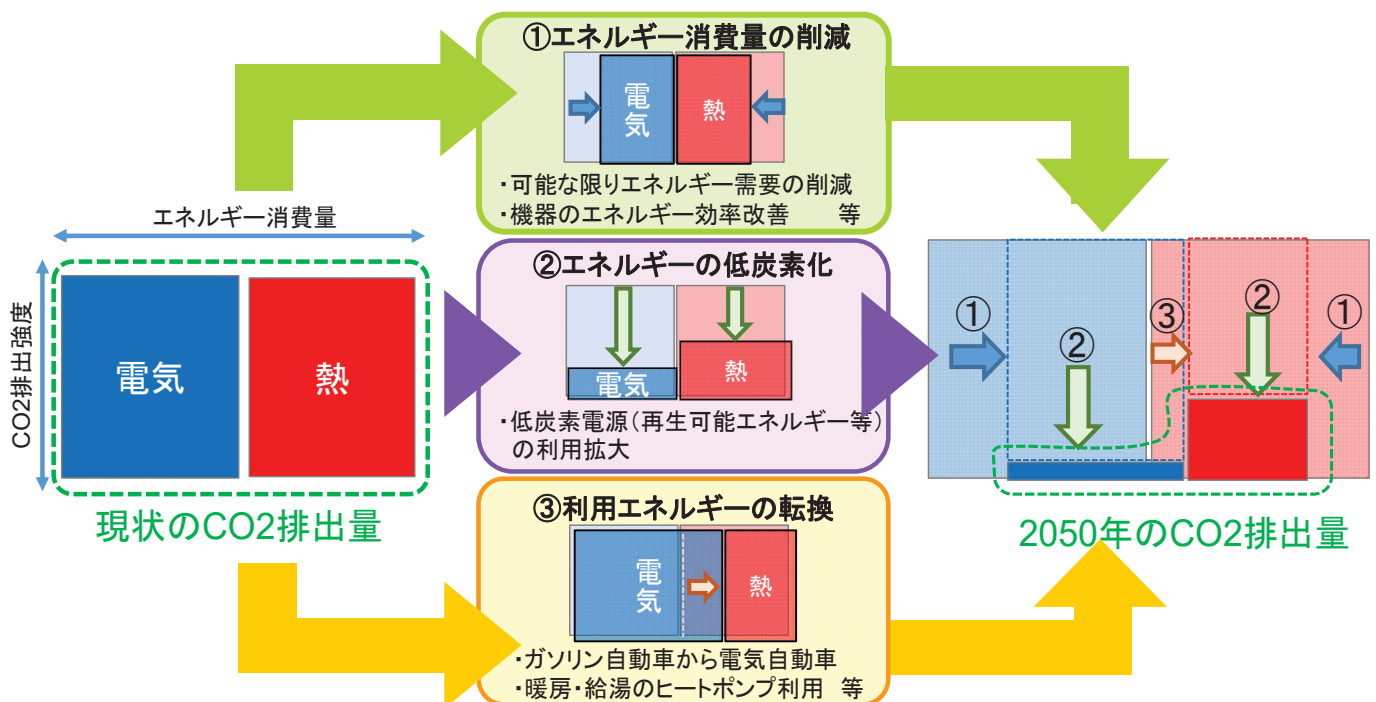 ①エネルギー消費量の削減
電気
熱
・可能な限りエネルギー需要の削減
・機器のエネルギー効率改善　等
エネルギー消費量
CO2排出強度
電気
熱
現状のCO2排出量
②エネルギーの低炭素化
電気
熱
・低炭素電源(再生可能エネルギー等)
の利用拡大
③利用エネルギーの転換
電気
熱
・ガソリン自動車から電気自動車
・暖房・給湯のヒートポンプ利用　等
①
②
③
②
①
2050年のCO2排出量